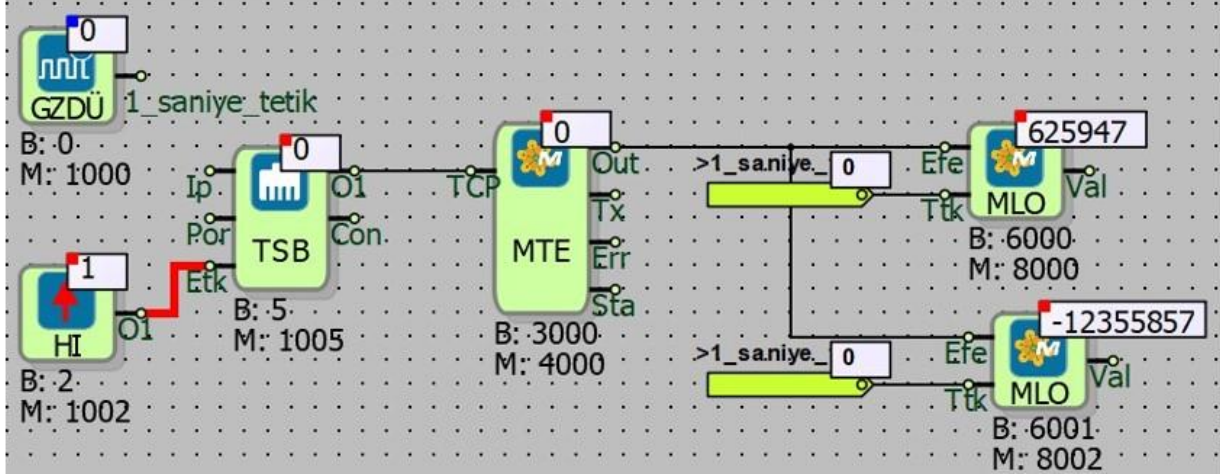 0
GZDÜ
1_saniye_tetik
B: 0
M: 1000
1
HI
O1
B: 2
M: 1002
0
Ip
Por
Etk
TSB
O1
Con
B: 5
M: 1005
0
TCP
MTE
Out
Tx
Err
Sta
B: 3000
M: 4000
>1_saniye_
0
625947
Efe
Ttk
Val
MLO
B: 6000
M: 8000
>1_saniye_
0
-12355857
Efe
Ttk
Val
MLO
B: 6001
M: 8002